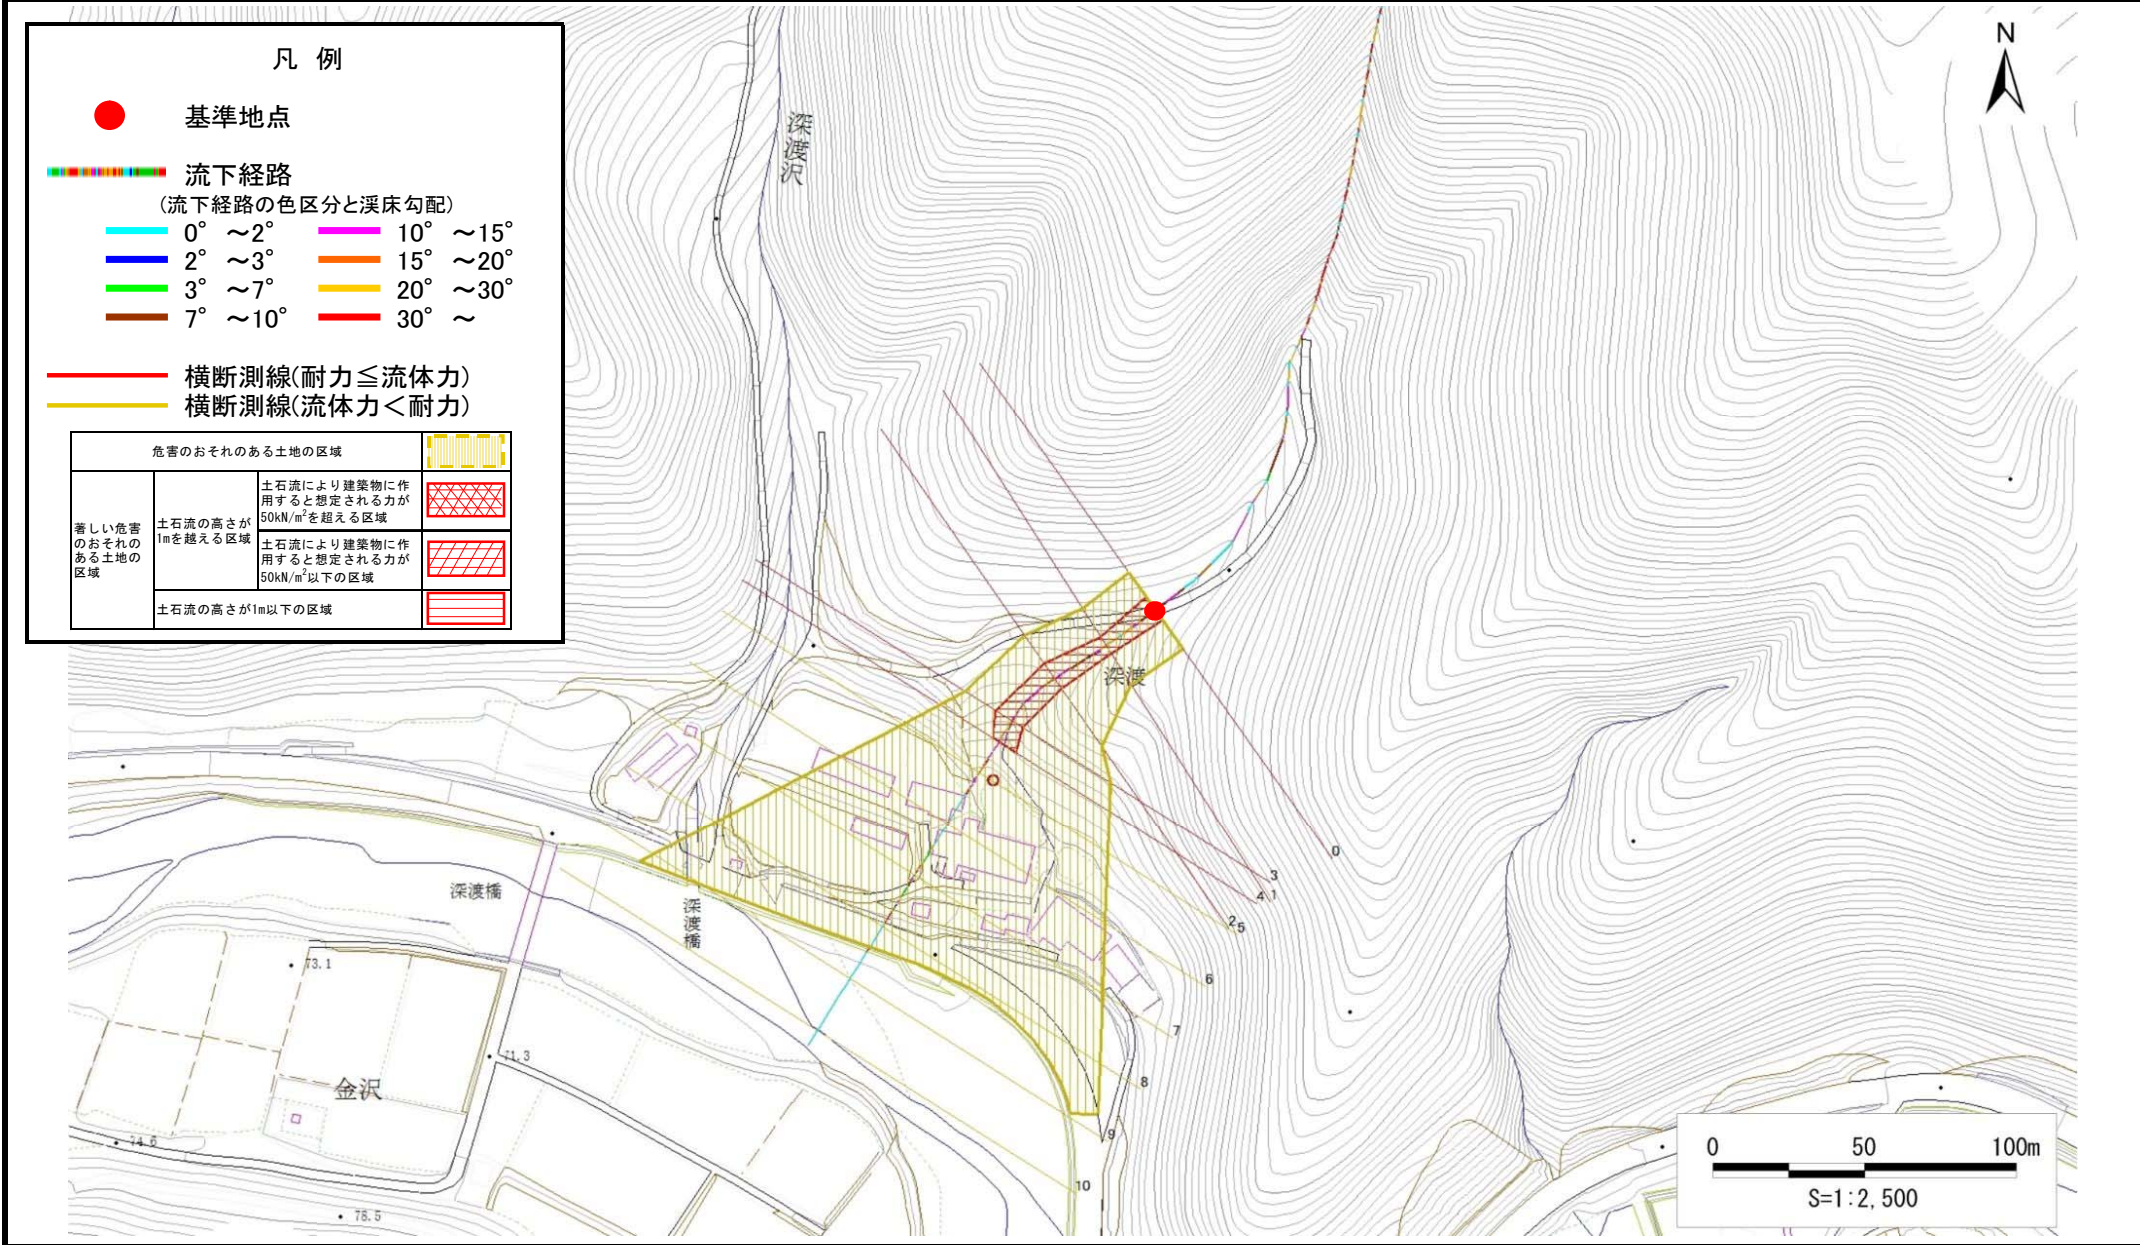 凡 例
基準地点
流下経路
(流下経路の色区分と渓床勾配)
0° ～2°
10° ～15°
2° ～3°
15° ～20°
3° ～7°
20° ～30°
7° ～10°
30° ～
横断測線(耐力≦流体力)
横断測線(流体力＜耐力)
危害のおそれのある土地の区域
著しい危害
のおそれの
ある土地の
区域
土石流の高さが
1mを越える区域
土石流により建築物に作
用すると想定される力が
50kN/m²を超える区域
土石流により建築物に作
用すると想定される力が
50kN/m²以下の区域
土石流の高さが1m以下の区域
N
深渡沢
深渡
0
3
4
1
2
5
6
7
8
9
10
深渡橋
深渡橋
73.1
71.3
金沢
74.6
78.5
0 50 100m
S=1:2,500